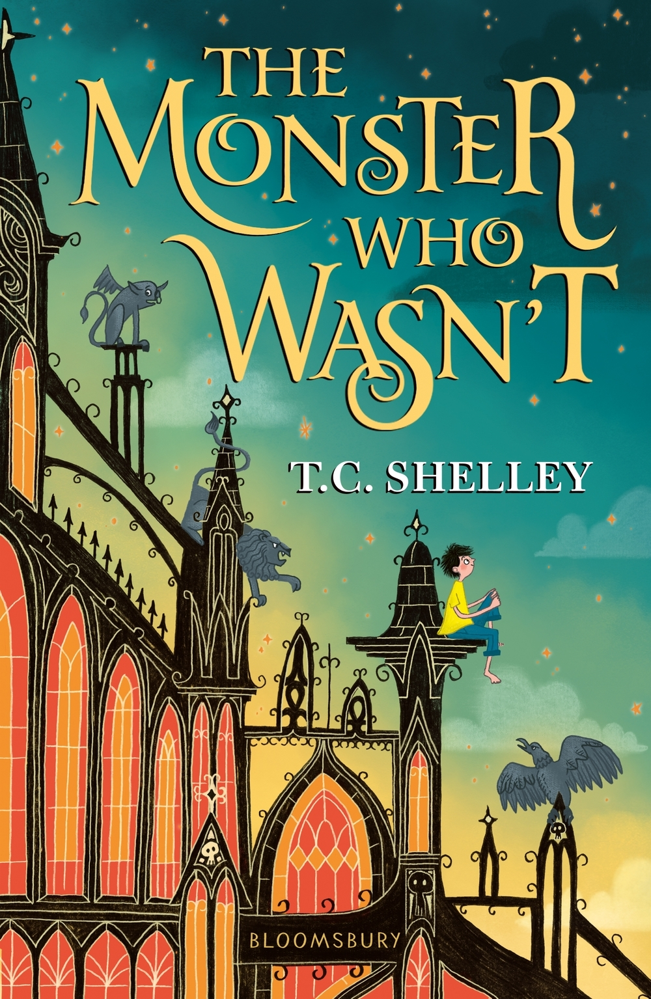 THE
MONSTER
WHO
WASN'T
T.C. SHELLEY
BLOOMSBURY